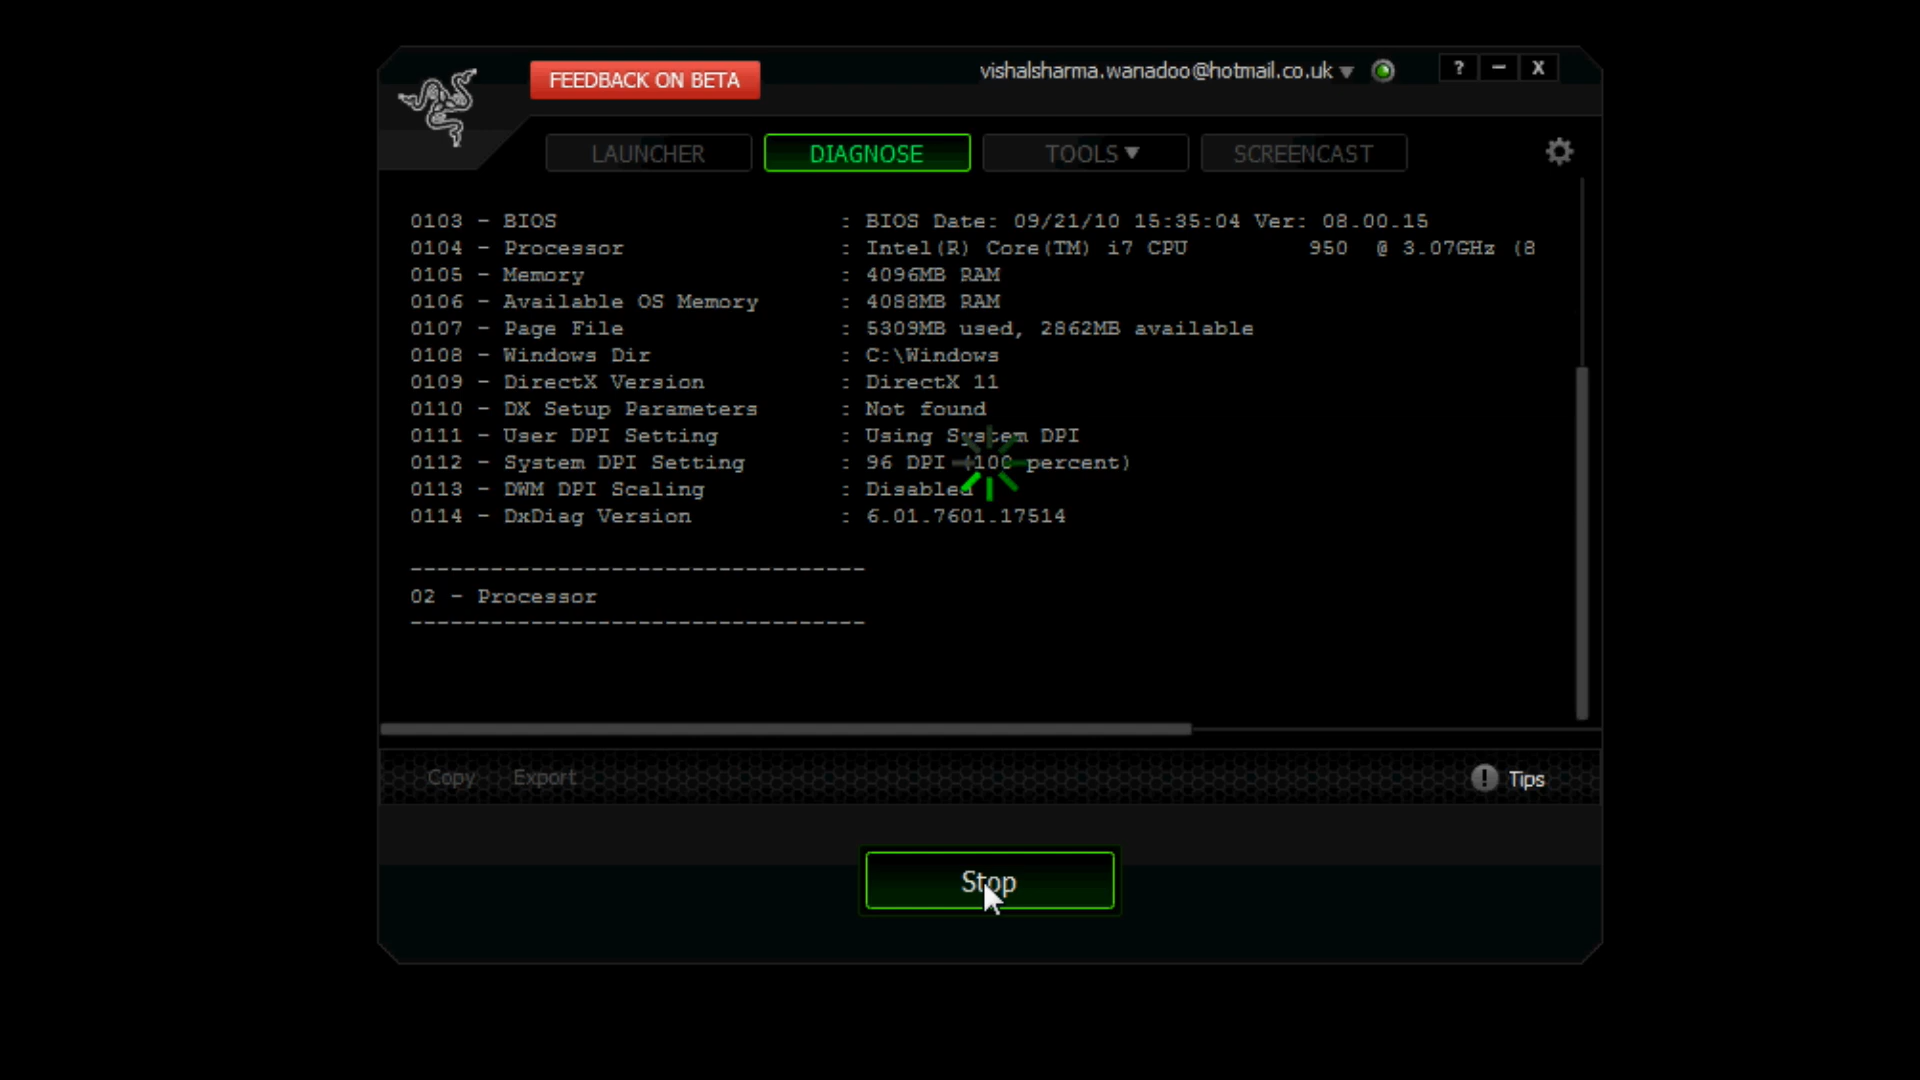 FEEDBACK ON BETA
vishalsharma.wanadoo@hotmail.co.uk
? – X
LAUNCHER DIAGNOSE TOOLS SCREENCAST
0103 - BIOS : BIOS Date: 09/21/10 15:35:04 Ver: 08.00.15
0104 - Processor : Intel(R) Core(TM) i7 CPU 950 @ 3.07GHz (8
0105 - Memory : 4096MB RAM
0106 - Available OS Memory : 4088MB RAM
0107 - Page File : 5309MB used, 2862MB available
0108 - Windows Dir : C:\Windows
0109 - DirectX Version : DirectX 11
0110 - DX Setup Parameters : Not found
0111 - User DPI Setting : Using System DPI
0112 - System DPI Setting : 96 DPI (100 percent)
0113 - DWM DPI Scaling : Disabled
0114 - DxDiag Version : 6.01.7601.17514
----------------------------------
02 - Processor
----------------------------------
Copy Export ! Tips
Stop